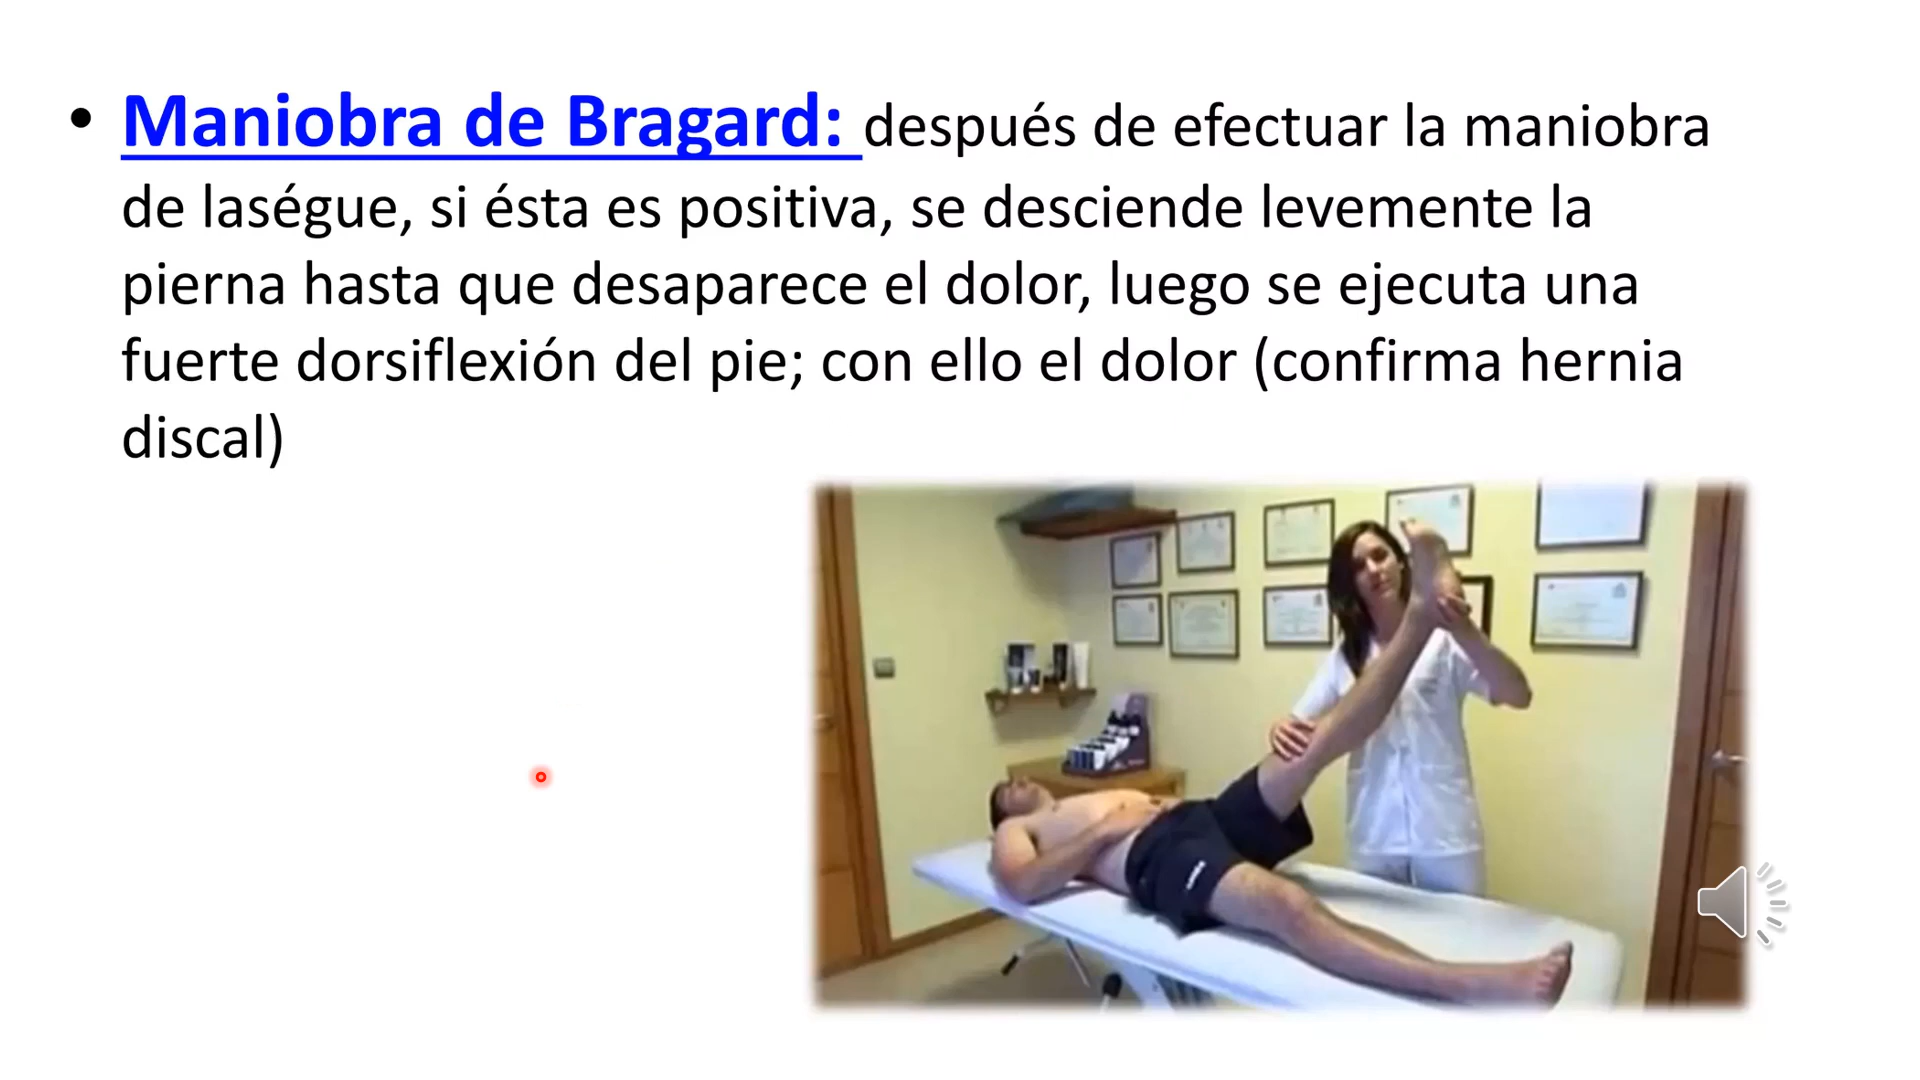 • Maniobra de Bragard: después de efectuar la maniobra
de laségue, si ésta es positiva, se desciende levemente la
pierna hasta que desaparece el dolor, luego se ejecuta una
fuerte dorsiflexión del pie; con ello el dolor (confirma hernia
discal)